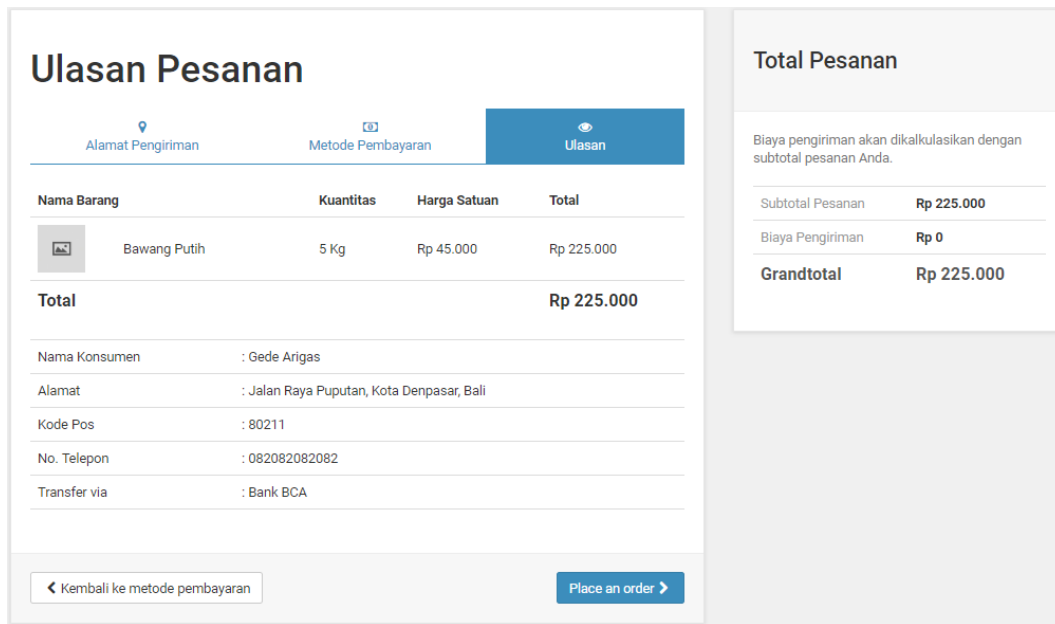 Ulasan Pesanan
Alamat Pengiriman
Metode Pembayaran
Ulasan
Nama Barang Kuantitas Harga Satuan Total
Bawang Putih 5 Kg Rp 45.000 Rp 225.000
Total Rp 225.000
Nama Konsumen : Gede Arigas
Alamat : Jalan Raya Puputan, Kota Denpasar, Bali
Kode Pos : 80211
No. Telepon : 082082082082
Transfer via : Bank BCA
Kembali ke metode pembayaran
Place an order
Total Pesanan
Biaya pengiriman akan dikalkulasikan dengan
subtotal pesanan Anda.
Subtotal Pesanan Rp 225.000
Biaya Pengiriman Rp 0
Grandtotal Rp 225.000